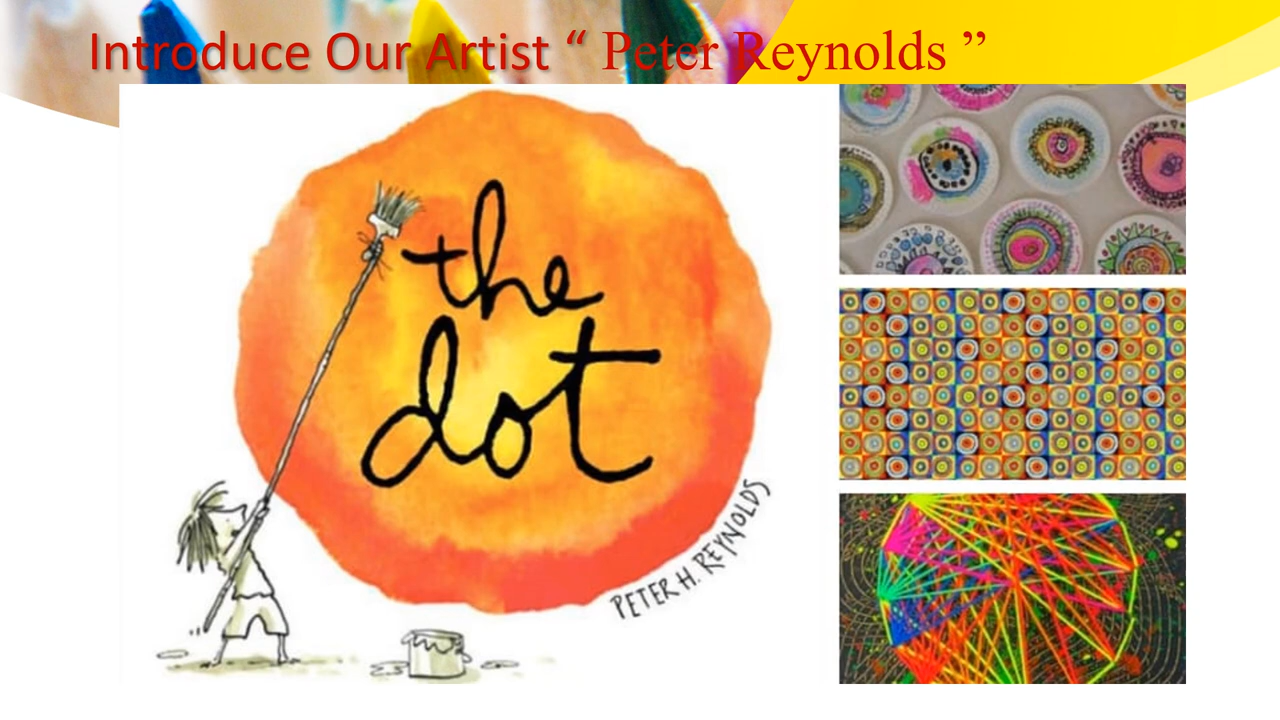 Introduce Our Artist “ Peter Reynolds ”
the
dot
PETER H. REYNOLDS